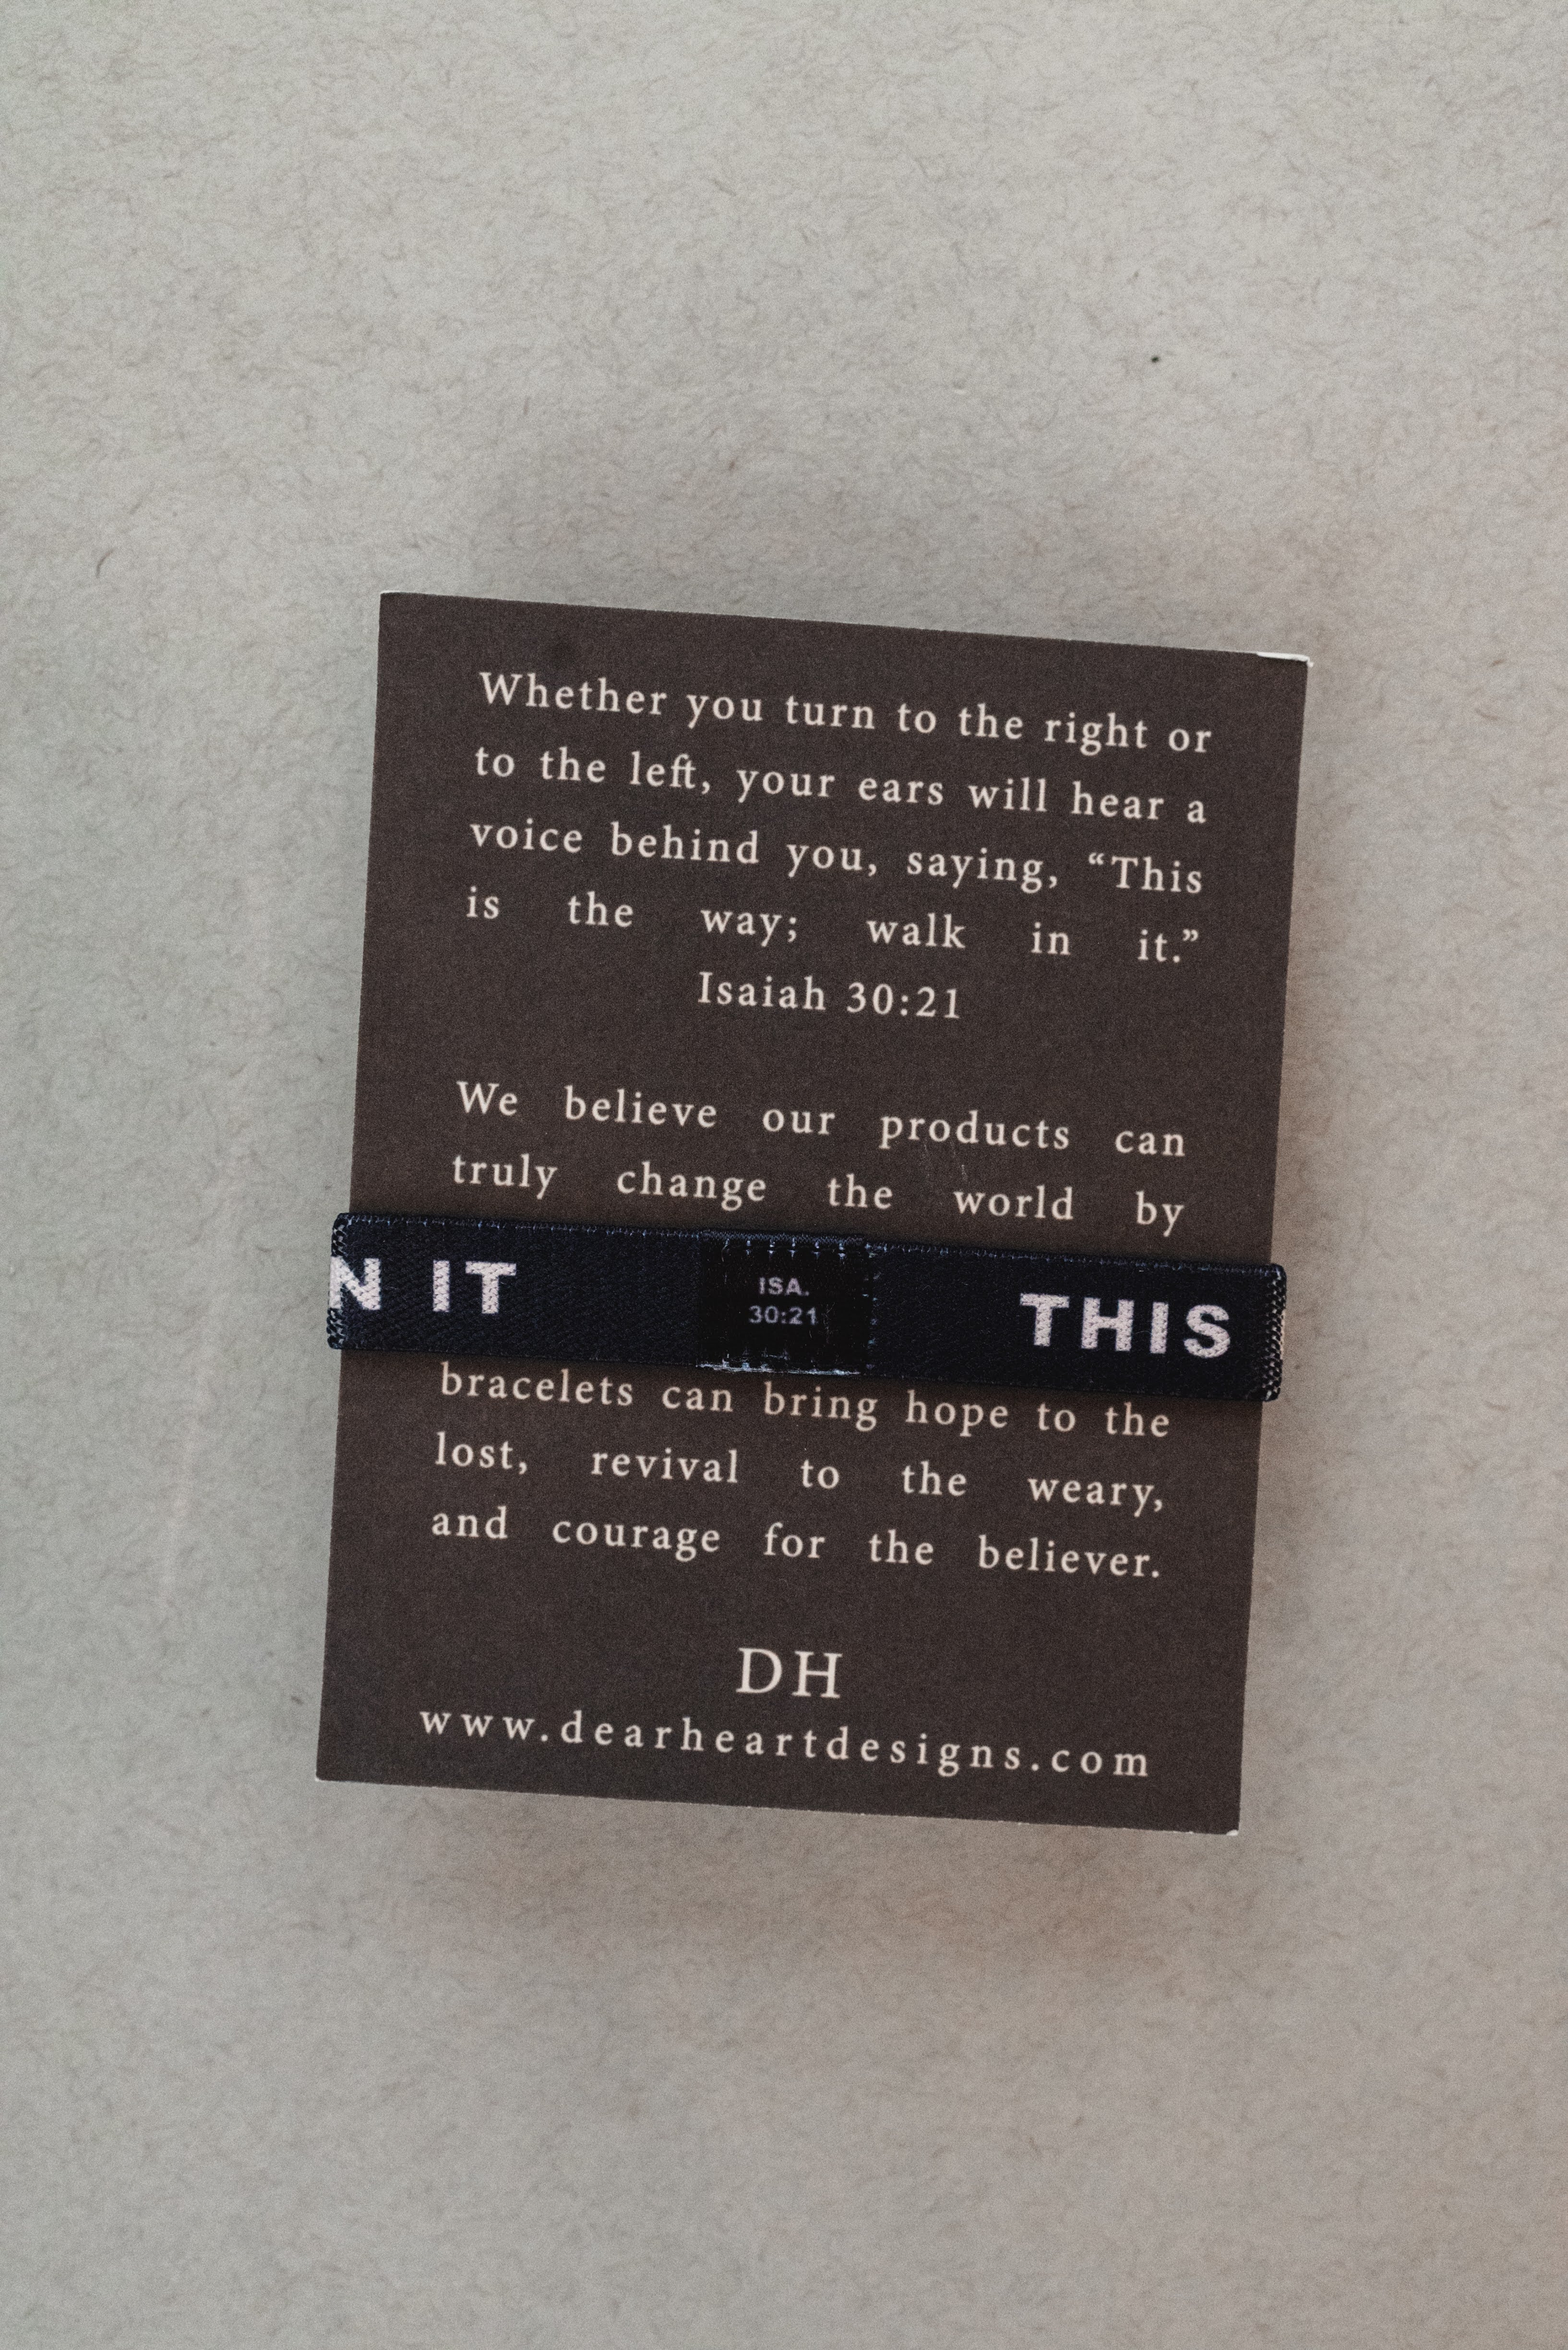 Whether you turn to the right or
to the left, your ears will hear a
voice behind you, saying, “This
is the way; walk in it.”
Isaiah 30:21
We believe our products can
truly change the world by
N IT
ISA.
30:21
THIS
bracelets can bring hope to the
lost, revival to the weary,
and courage for the believer.
DH
www.dearheartdesigns.com